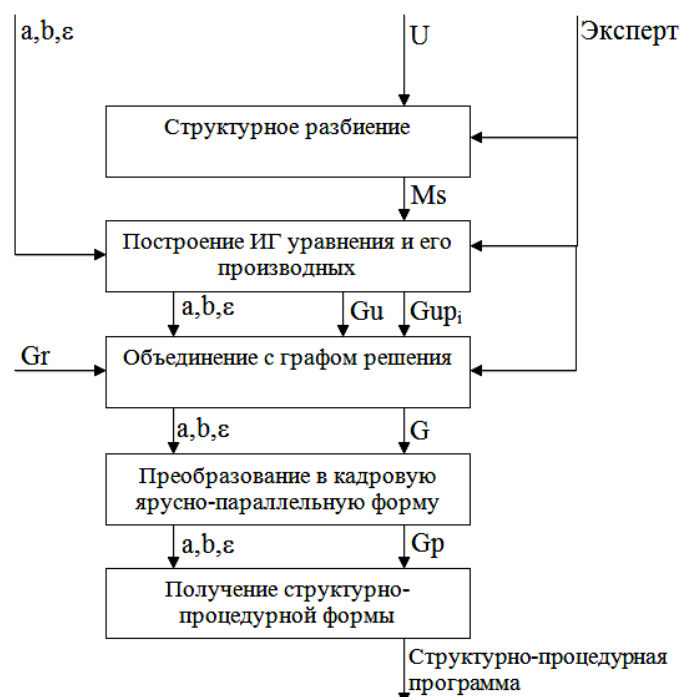 a,b,ε
U
Эксперт
Структурное разбиение
Ms
Построение ИГ уравнения и его
производных
a,b,ε
Gu
Gupi
Gr
Объединение с графом решения
a,b,ε
G
Преобразование в кадровую
ярусно-параллельную форму
a,b,ε
Gp
Получение структурно-
процедурной формы
Структурно-процедурная
программа